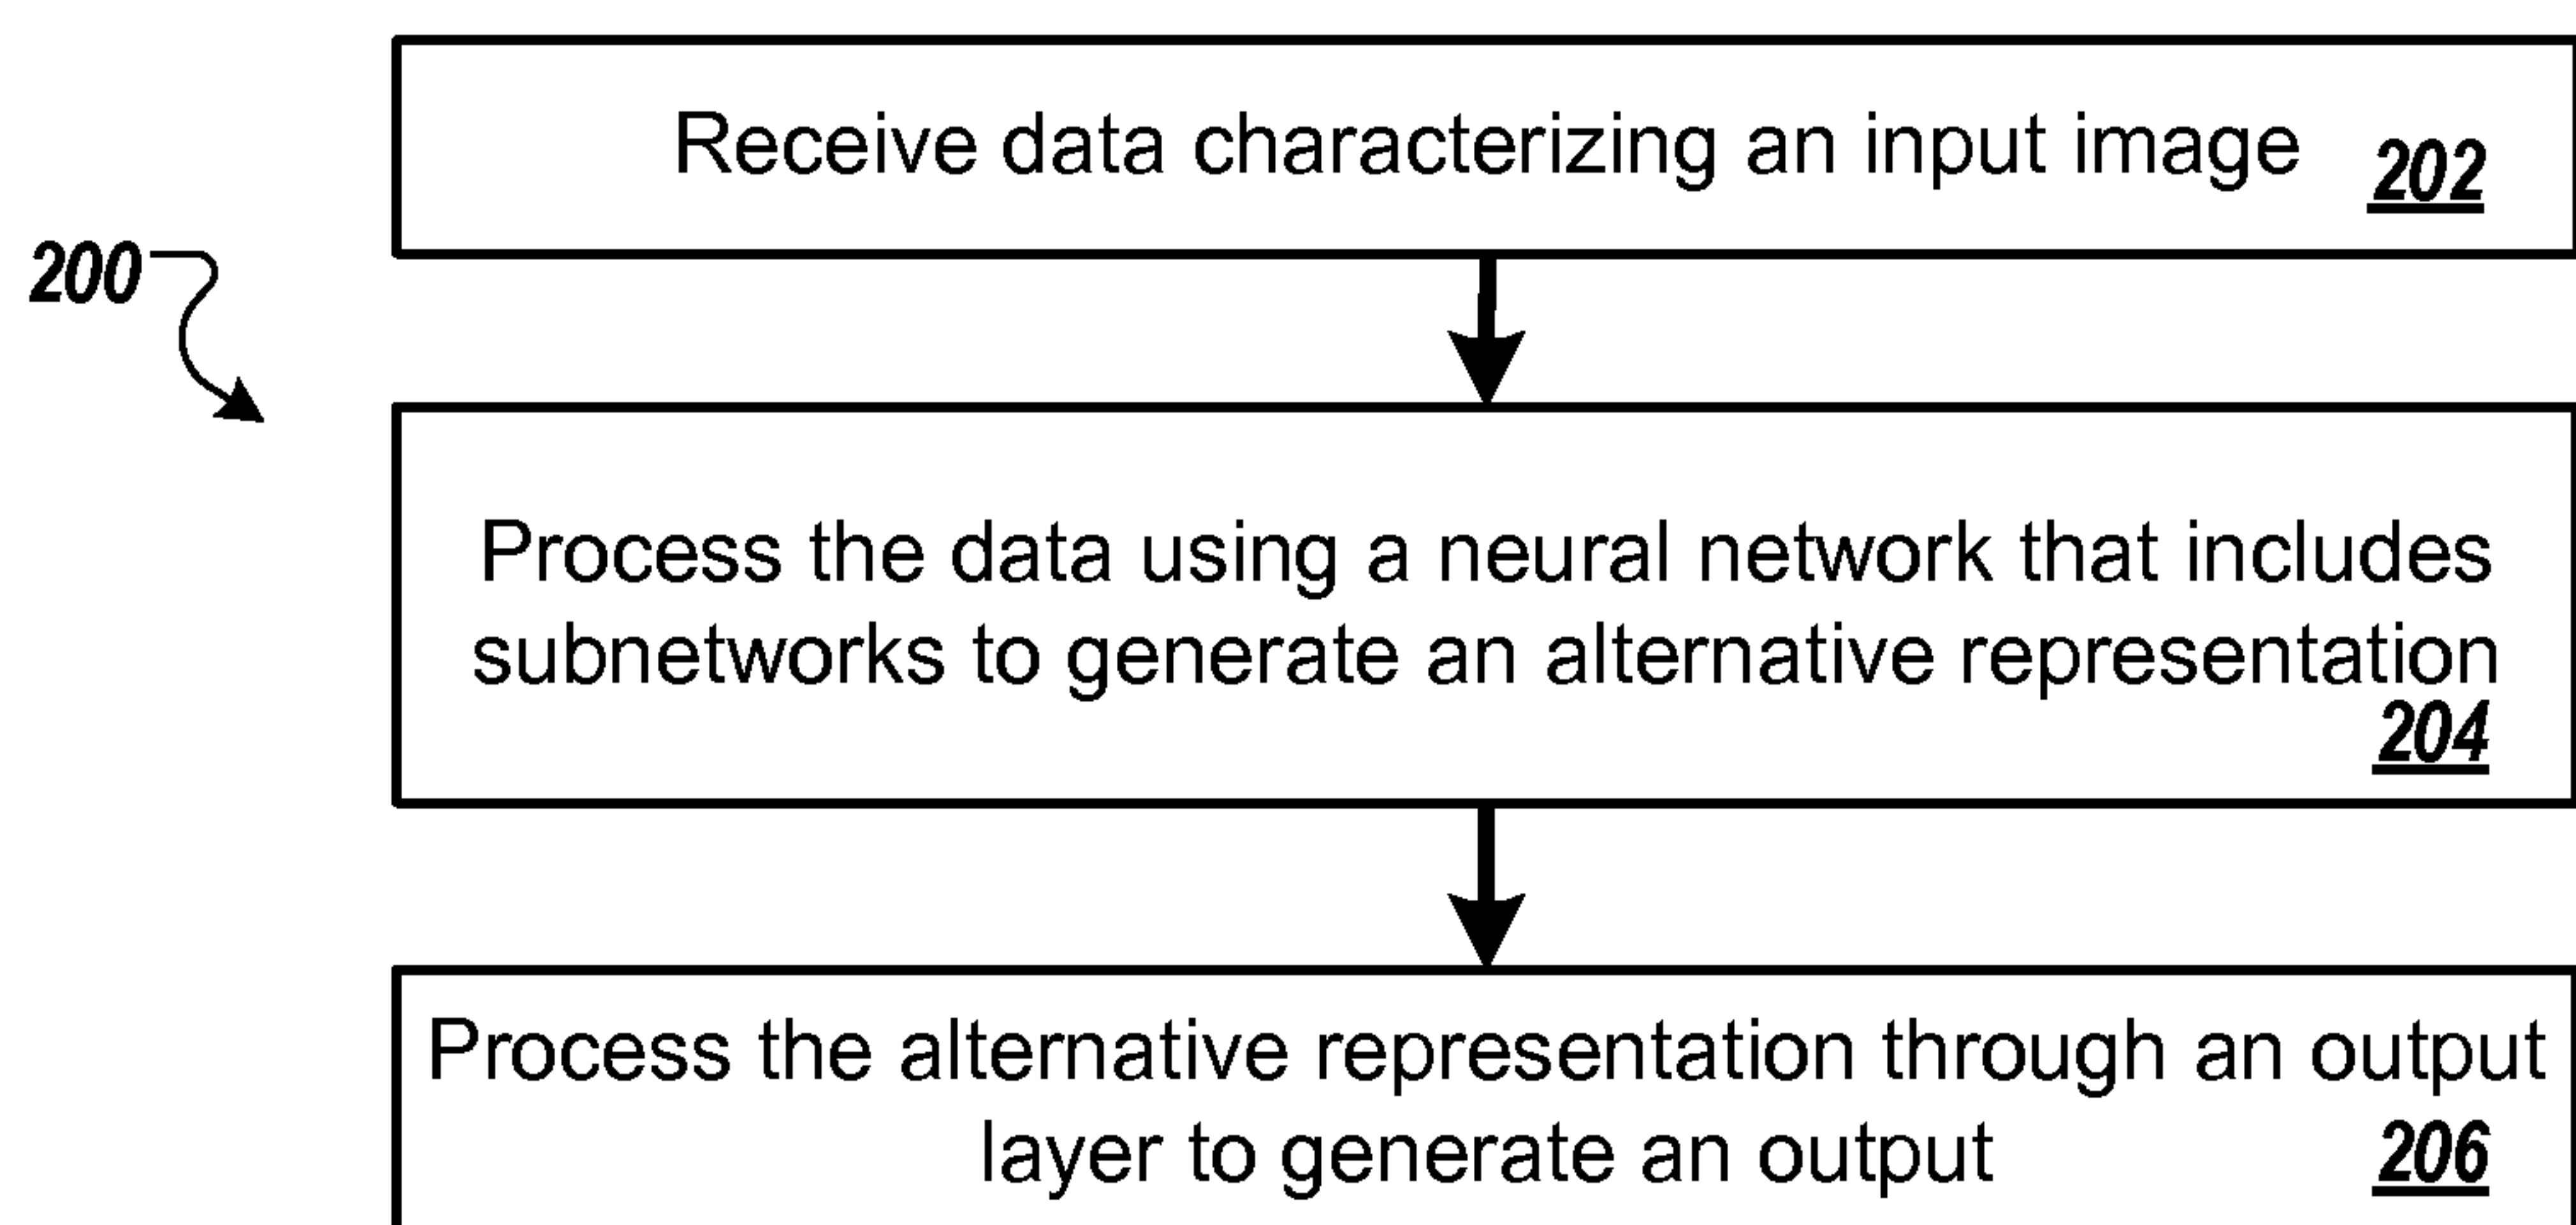 Receive data characterizing an input image 202
200
Process the data using a neural network that includes
subnetworks to generate an alternative representation
204
Process the alternative representation through an output
layer to generate an output 206